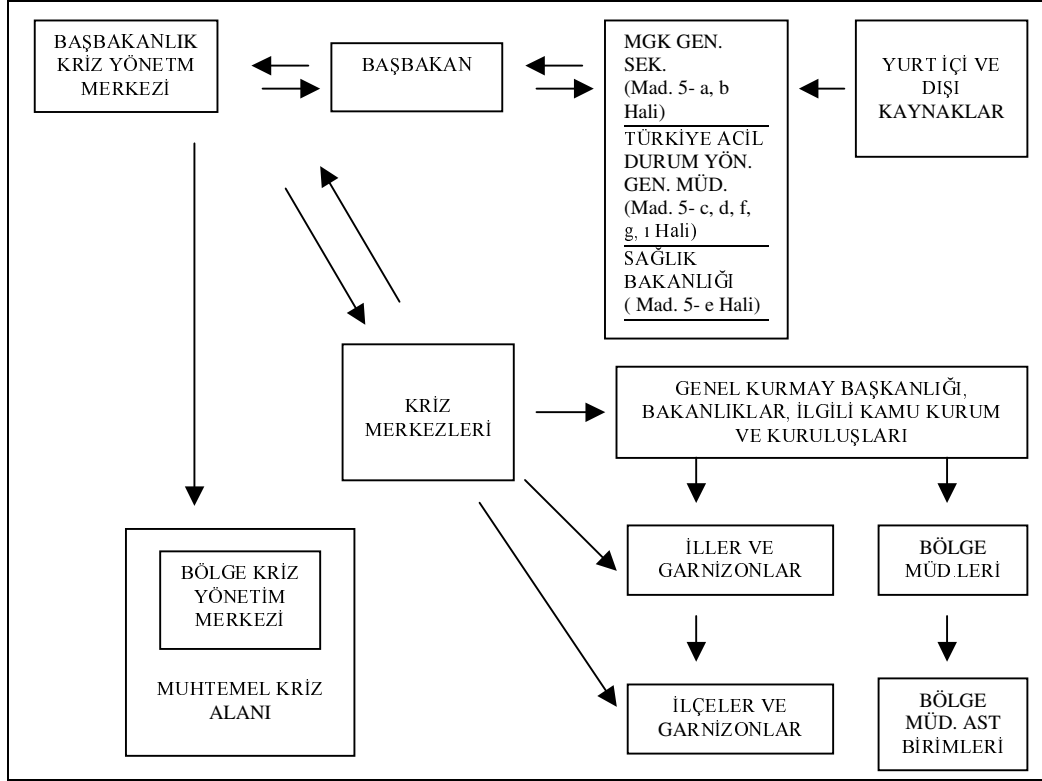 BAŞBAKANLIK
KRİZ YÖNETM
MERKEZİ
BAŞBAKAN
MGK GEN.
SEK.
(Mad. 5- a, b
Hali)
TÜRKİYE ACİL
DURUM YÖN.
GEN. MÜD.
(Mad. 5- c, d, f,
g, ı Hali)
SAĞLIK
BAKANLIĞI
( Mad. 5- e Hali)
YURT İÇİ VE
DIŞI
KAYNAKLAR
KRİZ
MERKEZLERİ
GENEL KURMAY BAŞKANLIĞI,
BAKANLIKLAR, İLGİLİ KAMU KURUM
VE KURULUŞLARI
BÖLGE KRİZ
YÖNETİM
MERKEZİ
MUHTEMEL KRİZ
ALANI
İLLER VE
GARNİZONLAR
BÖLGE
MÜD.LERİ
İLÇELER VE
GARNİZONLAR
BÖLGE
MÜD. AST
BİRİMLERİ